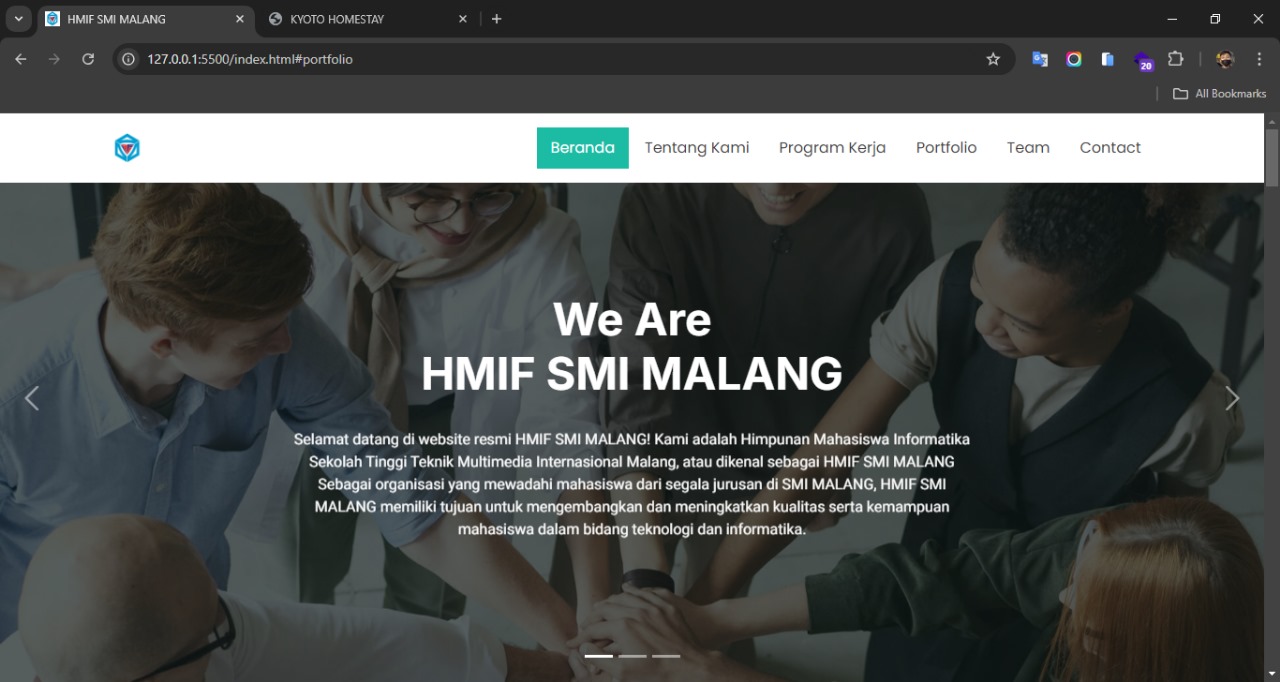 HMIF SMI MALANG
KYOTO HOMESTAY
127.0.0.1:5500/index.html#portfolio
20
All Bookmarks
Beranda
Tentang Kami
Program Kerja
Portfolio
Team
Contact
We Are
HMIF SMI MALANG
Selamat datang di website resmi HMIF SMI MALANG! Kami adalah Himpunan Mahasiswa Informatika
Sekolah Tinggi Teknik Multimedia Internasional Malang, atau dikenal sebagai HMIF SMI MALANG
Sebagai organisasi yang mewadahi mahasiswa dari segala jurusan di SMI MALANG, HMIF SMI
MALANG memiliki tujuan untuk mengembangkan dan meningkatkan kualitas serta kemampuan
mahasiswa dalam bidang teknologi dan informatika.